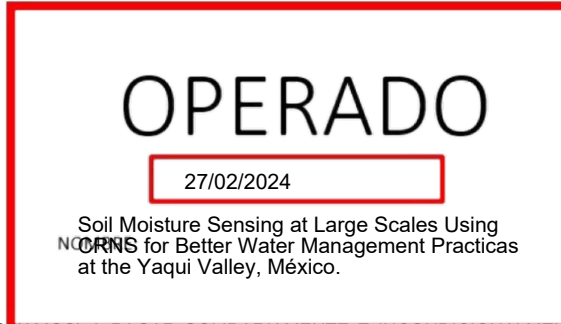 OPERADO
27/02/2024
Soil Moisture Sensing at Large Scales Using
NOMBRE
CRNS for Better Water Management Practicas
at the Yaqui Valley, México.